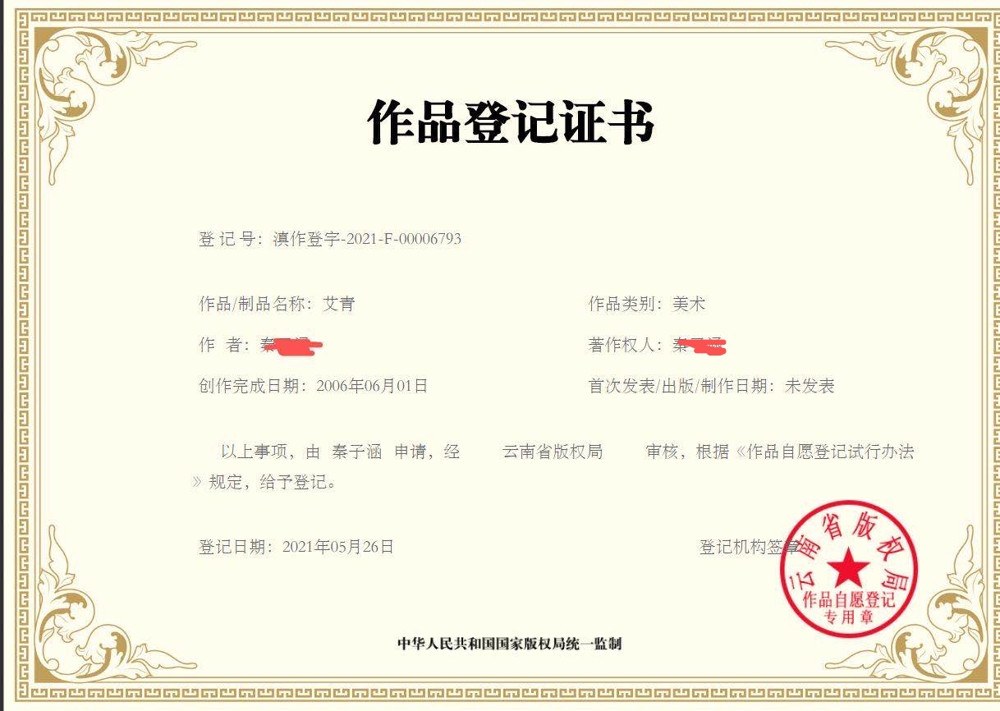 作品登记证书
登 记 号：滇作登字-2021-F-00006793
作品/制品名称：艾青
作品类别：美术
作 者：秦
著作权人：秦
创作完成日期：2006年06月01日
首次发表/出版/制作日期：未发表
以上事项，由 秦子涵 申请，经 云南省版权局 审核，根据《作品自愿登记试行办法
》规定，给予登记。
登记日期：2021年05月26日
登记机构签章
云南省版权局
作品自愿登记
专用章
中华人民共和国国家版权局统一监制